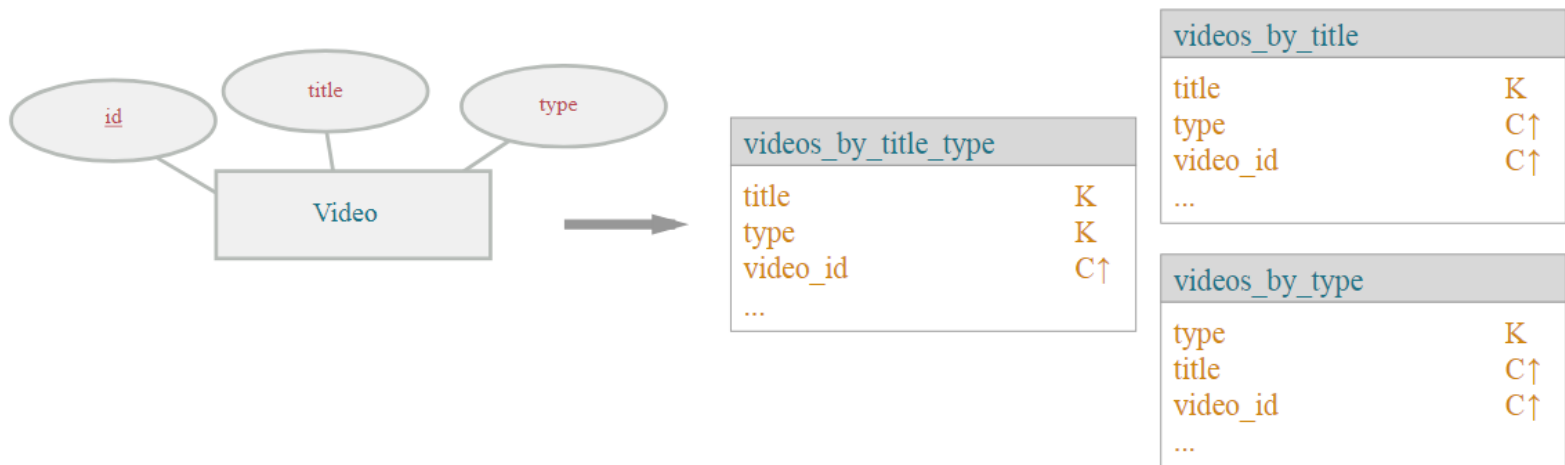 id
title
type
Video
videos_by_title_type
title K
type K
video_id C↑
...
videos_by_title
title K
type C↑
video_id C↑
...
videos_by_type
type K
title C↑
video_id C↑
...